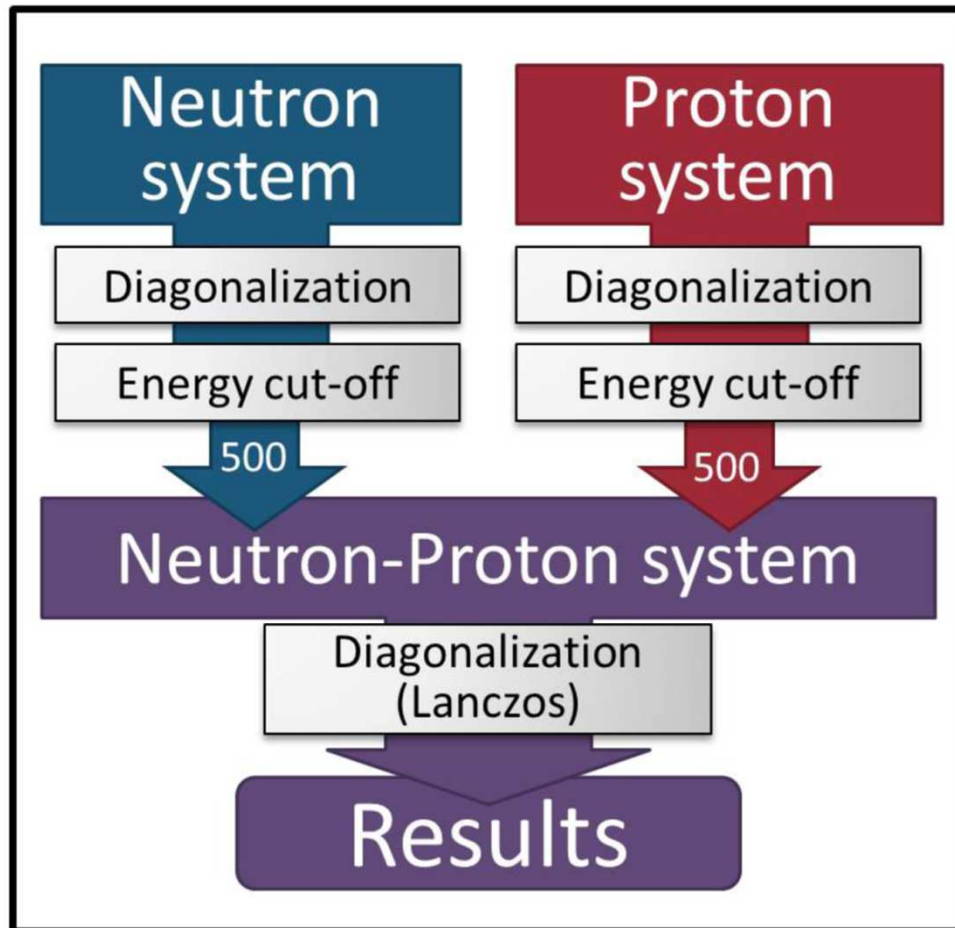 Neutron
system
Proton
system
Diagonalization
Diagonalization
Energy cut-off
Energy cut-off
500
500
Neutron-Proton system
Diagonalization
(Lanczos)
Results